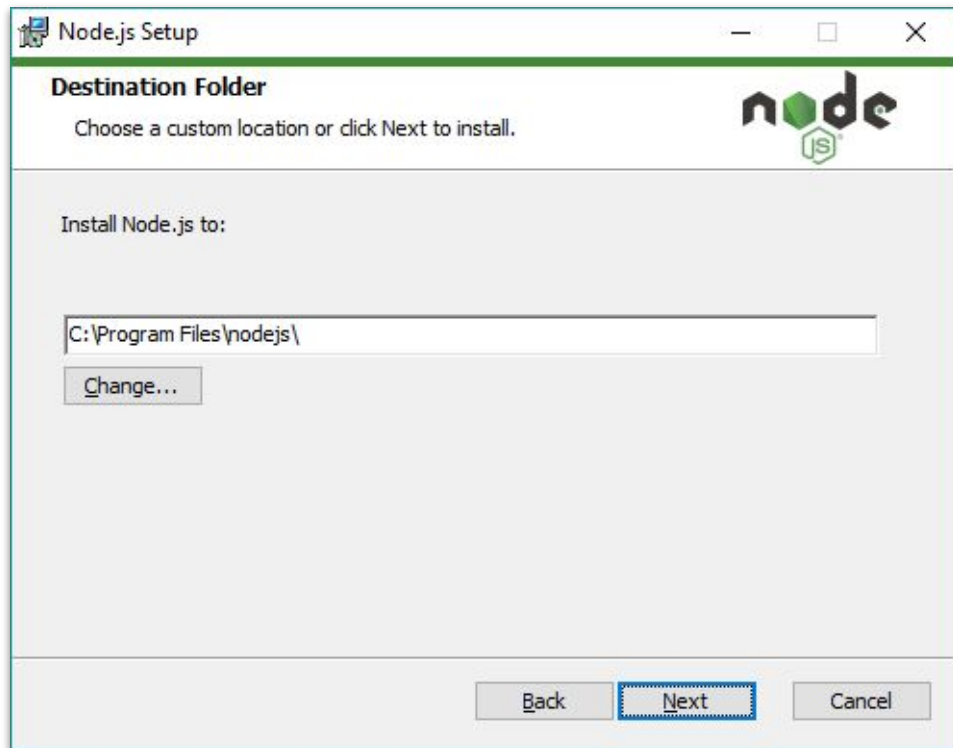 Node.js Setup
Destination Folder
Choose a custom location or click Next to install.
node
JS
Install Node.js to:
C:\Program Files\nodejs\
Change...
Back Next Cancel